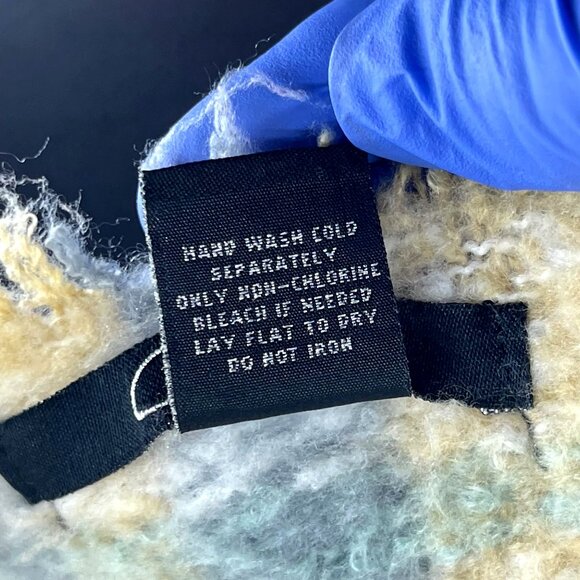 HAND WASH COLD
SEPARATELY
ONLY NON-CHLORINE
BLEACH IF NEEDED
LAY FLAT TO DRY
DO NOT IRON